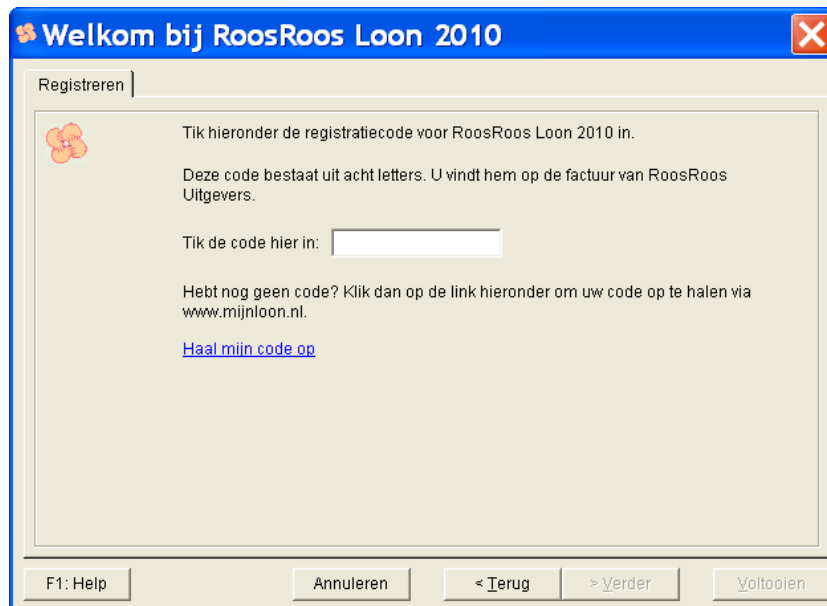 Welkom bij RoosRoos Loon 2010
Registreren
Tik hieronder de registratiecode voor RoosRoos Loon 2010 in.
Deze code bestaat uit acht letters. U vindt hem op de factuur van RoosRoos
Uitgevers.
Tik de code hier in:
Hebt nog geen code? Klik dan op de link hieronder om uw code op te halen via
www.mijnloon.nl.
Haal mijn code op
F1: Help Annuleren < Terug > Verder Voltooien